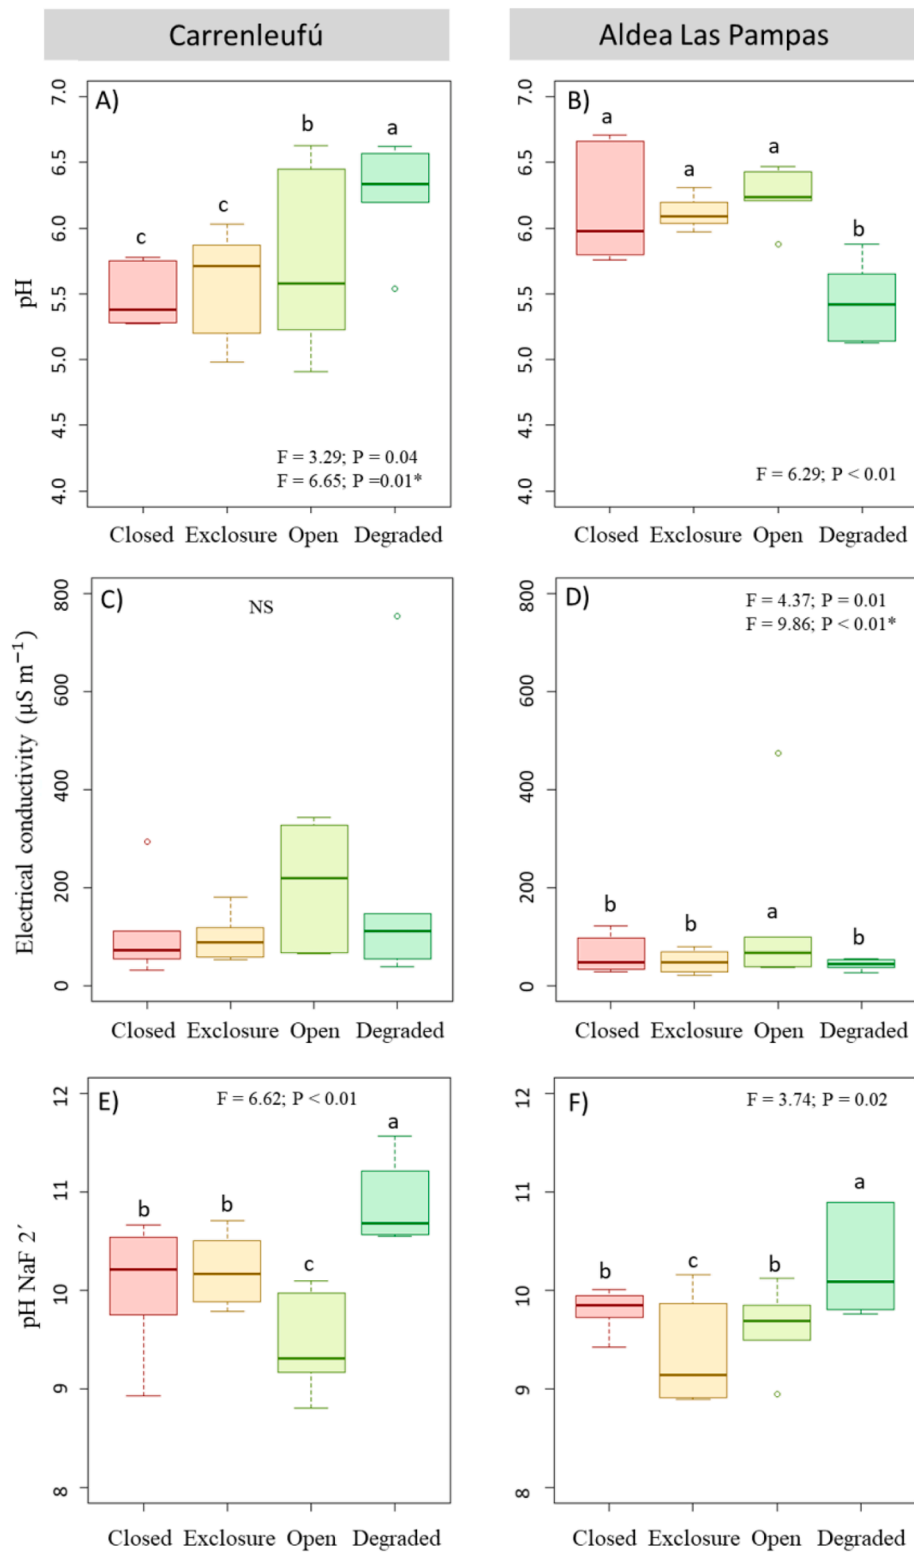 Carrenleufú
Aldea Las Pampas
A)
B)
pH
7.0
6.5
6.0
5.5
5.0
4.5
4.0
c
c
b
a
F = 3.29; P = 0.04
F = 6.65; P =0.01*
Closed Exclosure Open Degraded
7.0
6.5
6.0
5.5
5.0
4.5
4.0
a
a
a
b
F = 6.29; P < 0.01
Closed Exclosure Open Degraded
C)
NS
Electrical conductivity (µS m⁻¹)
800
600
400
200
0
Closed Exclosure Open Degraded
D)
F = 4.37; P = 0.01
F = 9.86; P < 0.01*
800
600
400
200
0
b
b
a
b
Closed Exclosure Open Degraded
E)
F = 6.62; P < 0.01
pH NaF 2´
12
11
10
9
8
b
b
c
a
Closed Exclosure Open Degraded
F)
F = 3.74; P = 0.02
12
11
10
9
8
b
c
b
a
Closed Exclosure Open Degraded